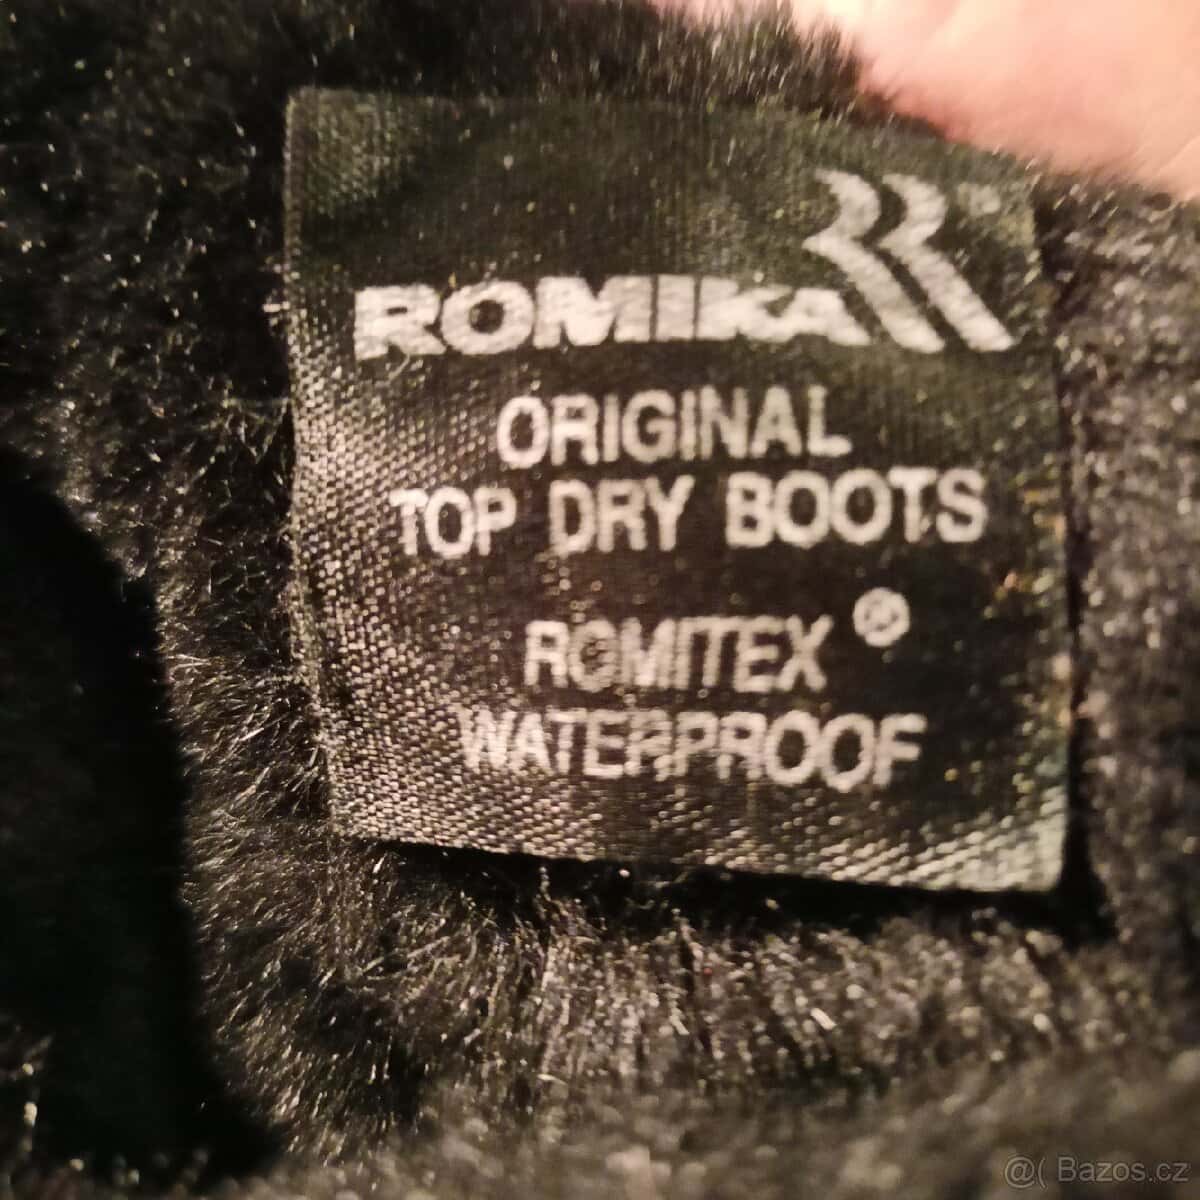 ROMIKA
ORIGINAL
TOP DRY BOOTS
ROMITEX®
WATERPROOF
@( Bazos.cz